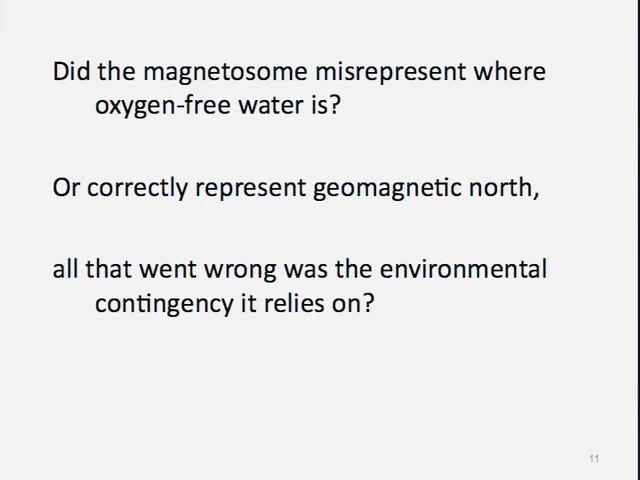 Did the magnetosome misrepresent where
oxygen-free water is?
Or correctly represent geomagnetic north,
all that went wrong was the environmental
contingency it relies on?
11